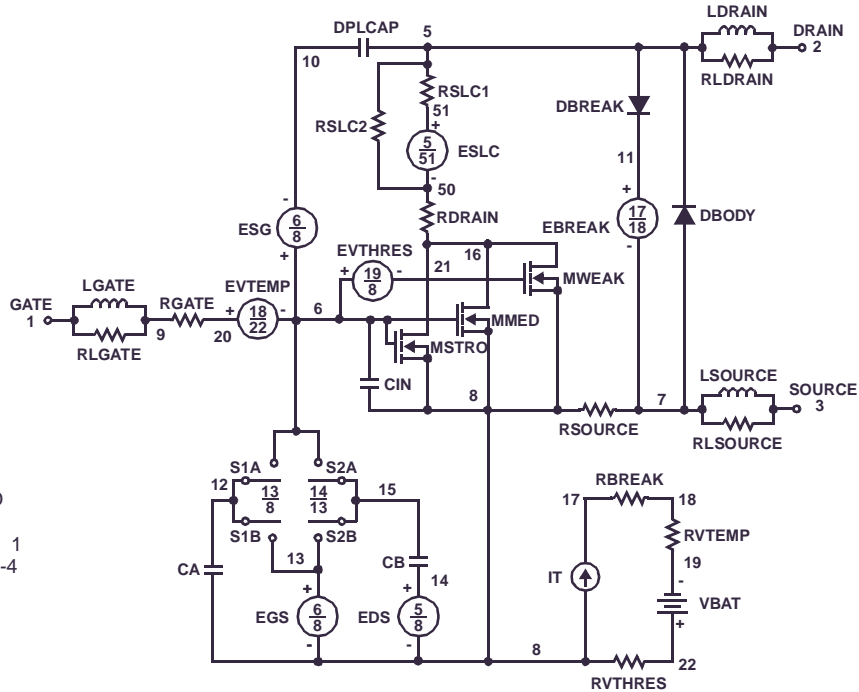 LDRAIN
DPLCAP 5 DRAIN
10 2
RLDRAIN
RSLC1
51
RSLC2
+
5
51
ESLC
-
50
DBREAK
11
+
17
18
EBREAK
-
DBODY
RDRAIN
-
6
8
ESG
+
EVTHRES
+ 19 -
8
21
16
MWEAK
LGATE
GATE
1
RLGATE
9
RGATE
20
EVTEMP
+ 18 -
22
6
MMED
MSTRO
CIN
8
RSOURCE
7
LSOURCE
SOURCE
3
RLSOURCE
S1A
S2A
12
13
8
14
13
15
S1B
S2B
13
CA
CB
14
+
6
8
EGS
-
+
5
8
EDS
-
8
RBREAK
17
18
RVTEMP
19
IT
-
VBAT
+
22
RVTHRES
1
-4